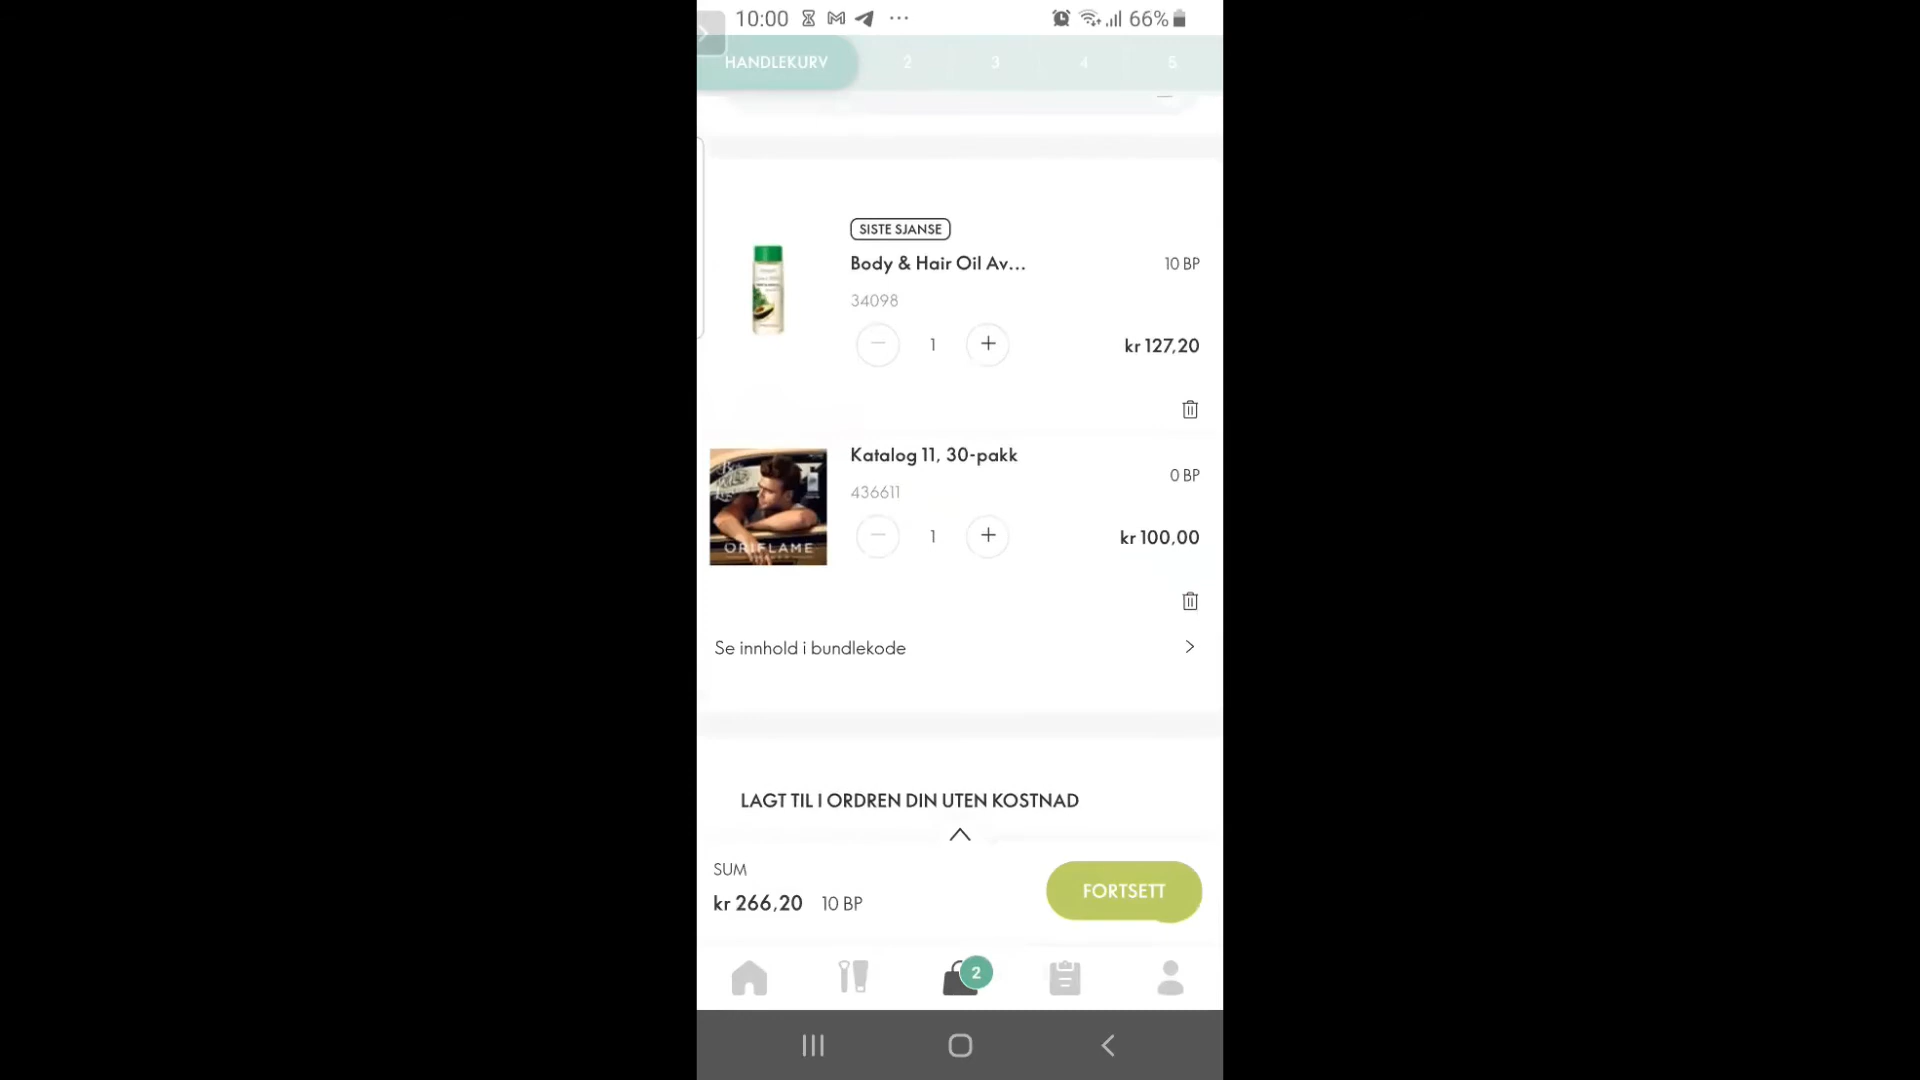 10:00 66%
HANDLEKURV 2 3 4 5
SISTE SJANSE
Body & Hair Oil Av...
10 BP
34098
1
kr 127,20
Katalog 11, 30-pakk
0 BP
436611
1
kr 100,00
ORIFLAME
Se innhold i bundlekode
LAGT TIL I ORDREN DIN UTEN KOSTNAD
SUM
kr 266,20 10 BP
FORTSETT
2